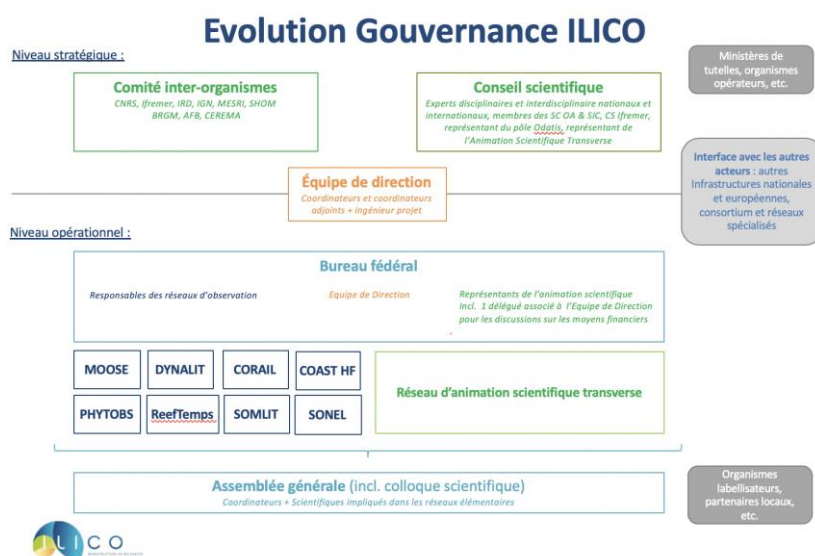 Evolution Gouvernance ILICO
Niveau stratégique :
Comité inter-organismes
CNRS, Ifremer, IRD, IGN, MESRI, SHOM
BRGM, AFB, CEREMA
Conseil scientifique
Experts disciplinaires et interdisciplinaire nationaux et
internationaux, membres des SC OA & SIC, CS Ifremer,
représentant du pôle Odatis, représentant de
l'Animation Scientifique Transverse
Ministères de
tutelles, organismes
opérateurs, etc.
Équipe de direction
Coordinateurs et coordinateurs
adjoints + ingénieur projet
Interface avec les autres
acteurs : autres
Infrastructures nationales
et européennes,
consortium et réseaux
spécialisés
Niveau opérationnel :
Bureau fédéral
Responsables des réseaux d'observation
Equipe de Direction
Représentants de l'animation scientifique
Incl. 1 délégué associé à l'Equipe de Direction
pour les discussions sur les moyens financiers
MOOSE
DYNALIT
CORAIL
COAST HF
PHYTOBS
ReefTemps
SOMLIT
SONEL
Réseau d'animation scientifique transverse
Assemblée générale (incl. colloque scientifique)
Coordinateurs + Scientifiques impliqués dans les réseaux élémentaires
Organismes
labellisateurs,
partenaires locaux,
etc.
ILICO